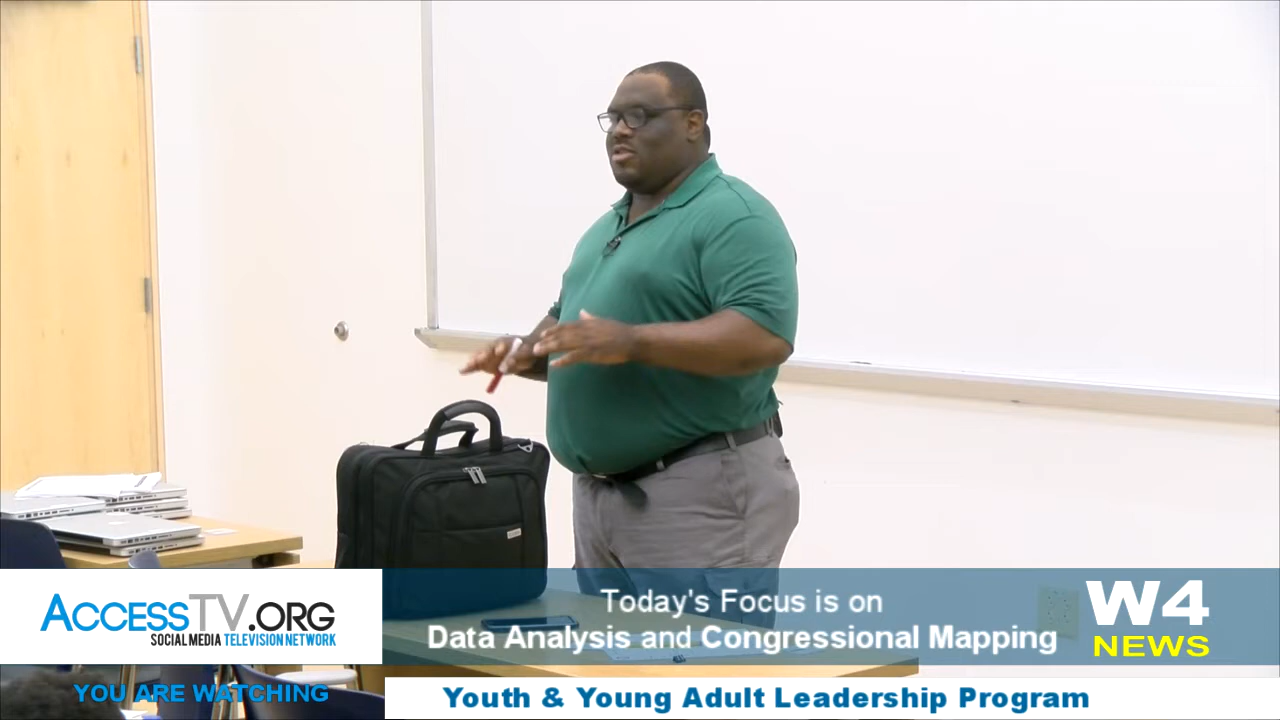 Today's Focus is on
Data Analysis and Congressional Mapping
ACCESSTV.ORG
SOCIAL MEDIA TELEVISION NETWORK
W4
NEWS
YOU ARE WATCHING
Youth & Young Adult Leadership Program